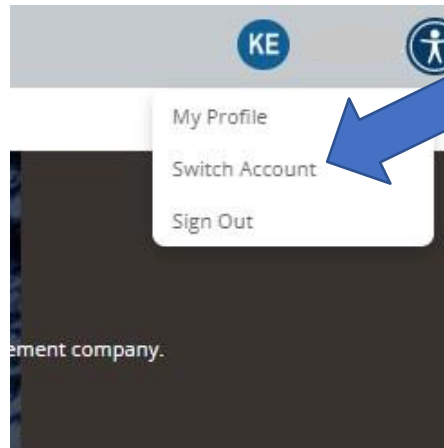 KE
My Profile
Switch Account
Sign Out
ement company.